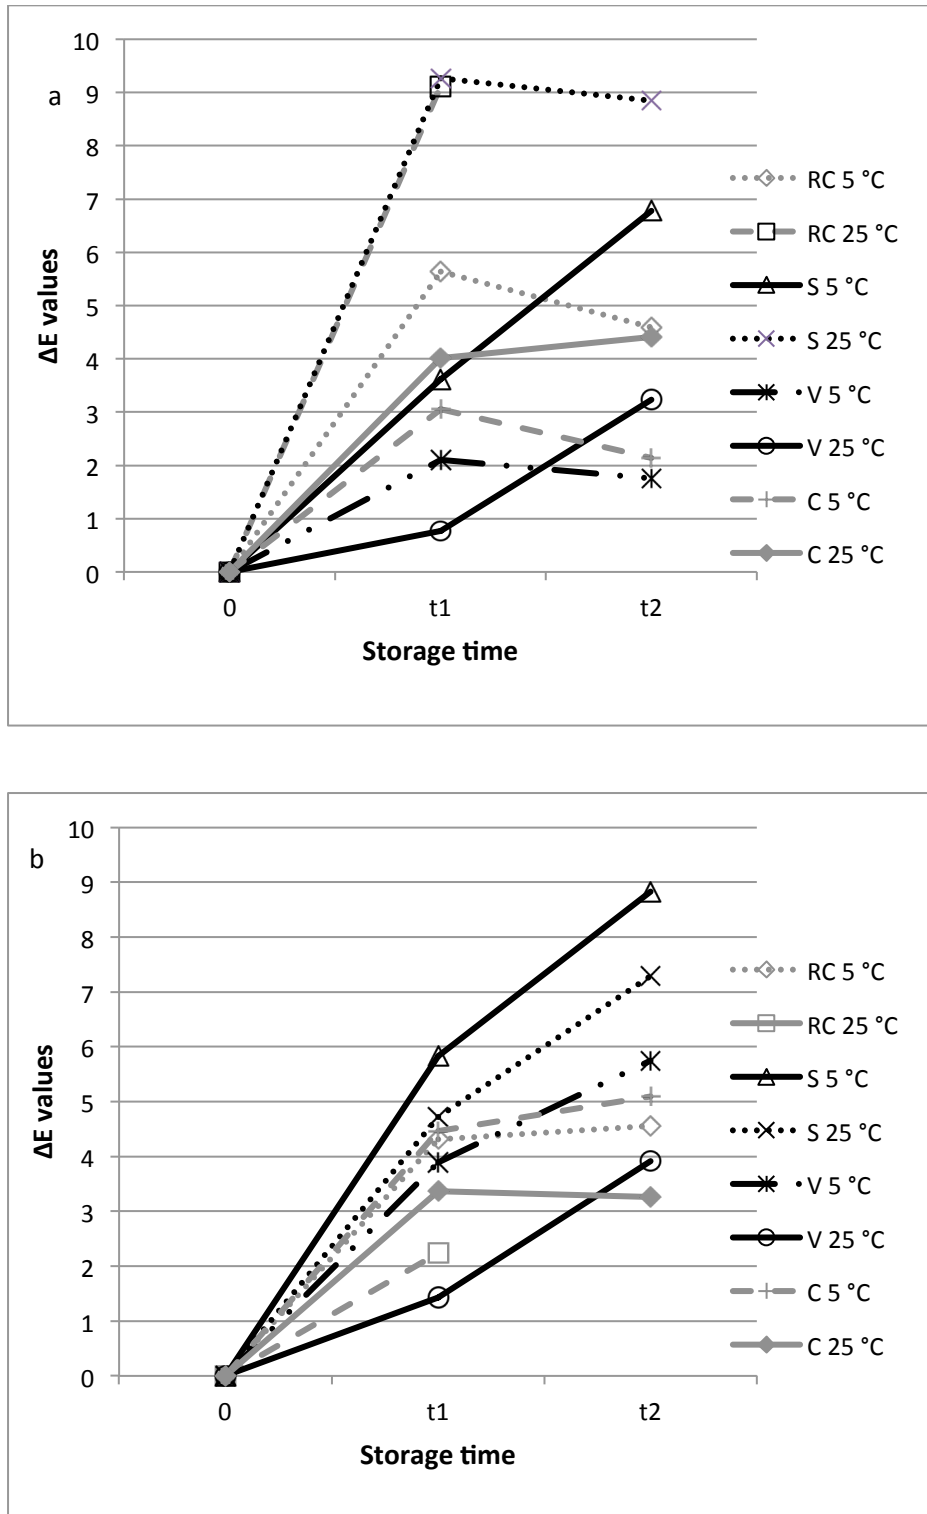 a
10
9
8
7
6
5
4
3
2
1
0
ΔE values
0 t1 t2
Storage time
RC 5 °C
RC 25 °C
S 5 °C
S 25 °C
V 5 °C
V 25 °C
C 5 °C
C 25 °C
b
10
9
8
7
6
5
4
3
2
1
0
ΔE values
0 t1 t2
Storage time
RC 5 °C
RC 25 °C
S 5 °C
S 25 °C
V 5 °C
V 25 °C
C 5 °C
C 25 °C